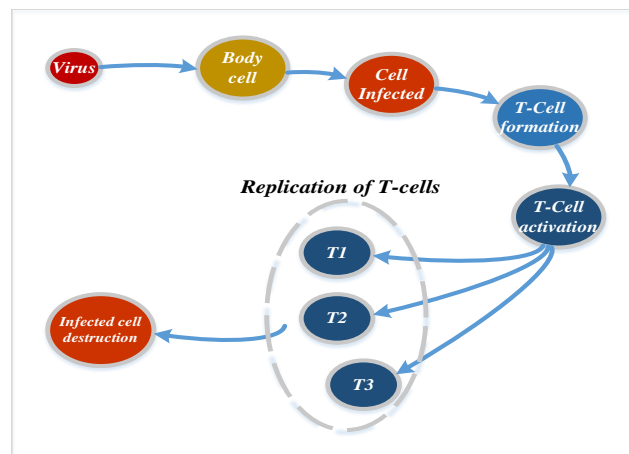 Virus
Body
cell
Cell
Infected
T-Cell
formation
T-Cell
activation
Replication of T-cells
T1
T2
T3
Infected cell
destruction